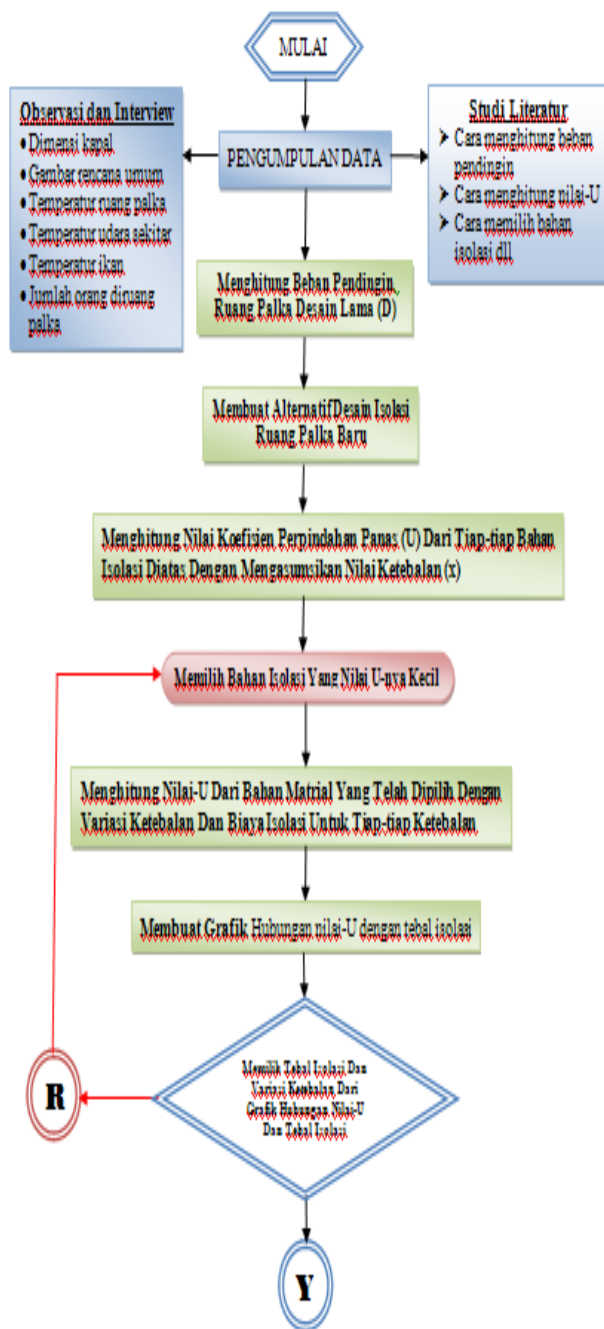 MULAI
Observasi dan Interview
• Dimensi kapal
• Gambar rencana umum
• Temperatur ruang palka
• Temperatur udara sekitar
• Temperatur ikan
• Jumlah orang diruang
palka
PENGUMPULAN DATA
Studi Literatur
➤ Cara menghitung beban
pendingin
➤ Cara menghitung nilai-U
➤ Cara memilih bahan
isolasi dll
Menghitung Beban Pendingin
Ruang Palka Desain Lama (D)
Membuat Alternatif Desain Isolasi
Ruang Palka Baru
Menghitung Nilai Koefisien Perpindahan Panas (U) Dari Tiap-tiap Bahan
Isolasi Diatas Dengan Mengasumsikan Nilai Ketebalan (x)
Memilih Bahan Isolasi Yang Nilai U-nya Kecil
Menghitung Nilai-U Dari Bahan Matrial Yang Telah Dipilih Dengan
Variasi Ketebalan Dan Biaya Isolasi Untuk Tiap-tiap Ketebalan
Membuat Grafik Hubungan nilai-U dengan tebal isolasi
Memilih Tebal Isolasi Dan
Variasi Ketebalan Dari
Grafik Hubungan Nilai-U
Dan Tebal Isolasi
R
Y